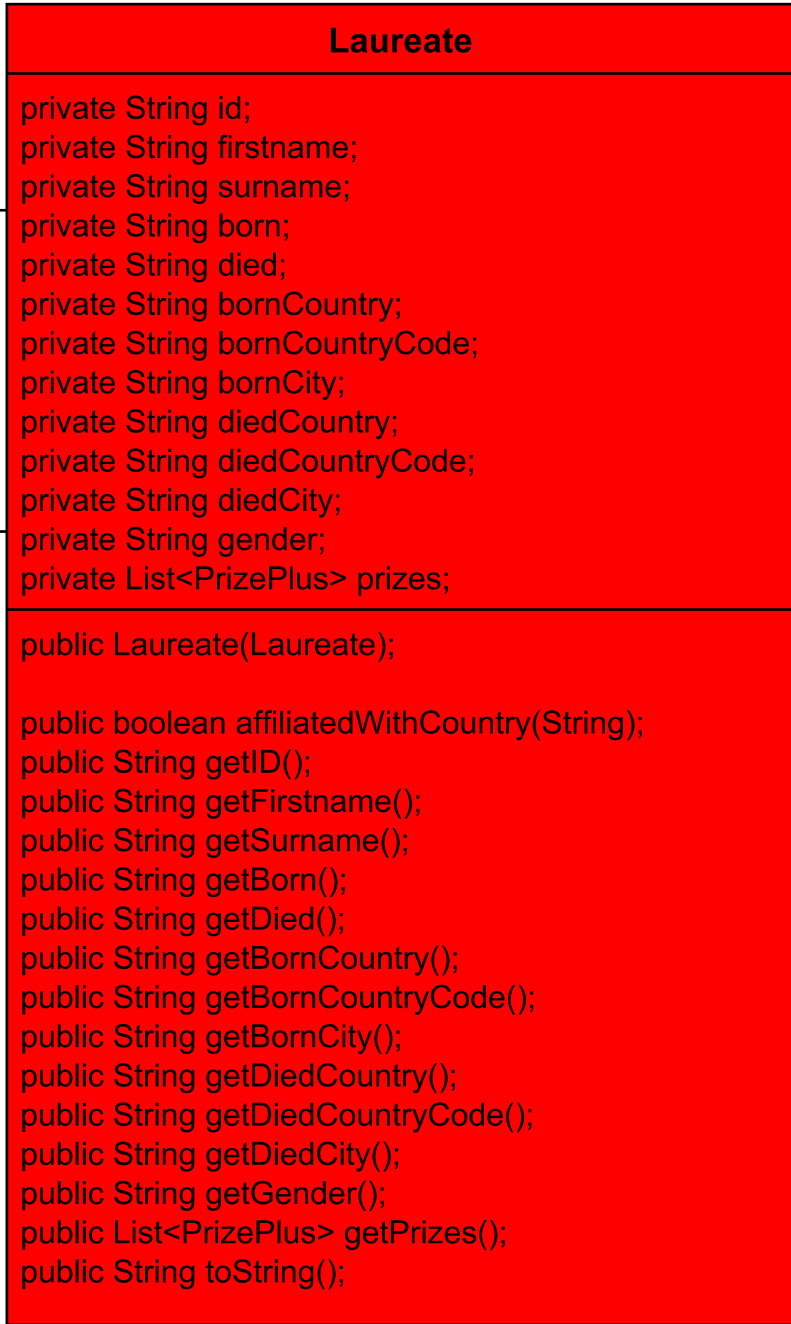 Laureate
private String id;
private String firstname;
private String surname;
private String born;
private String died;
private String bornCountry;
private String bornCountryCode;
private String bornCity;
private String diedCountry;
private String diedCountryCode;
private String diedCity;
private String gender;
private List<PrizePlus> prizes;
public Laureate(Laureate);
public boolean affiliatedWithCountry(String);
public String getID();
public String getFirstname();
public String getSurname();
public String getBorn();
public String getDied();
public String getBornCountry();
public String getBornCountryCode();
public String getBornCity();
public String getDiedCountry();
public String getDiedCountryCode();
public String getDiedCity();
public String getGender();
public List<PrizePlus> getPrizes();
public String toString();